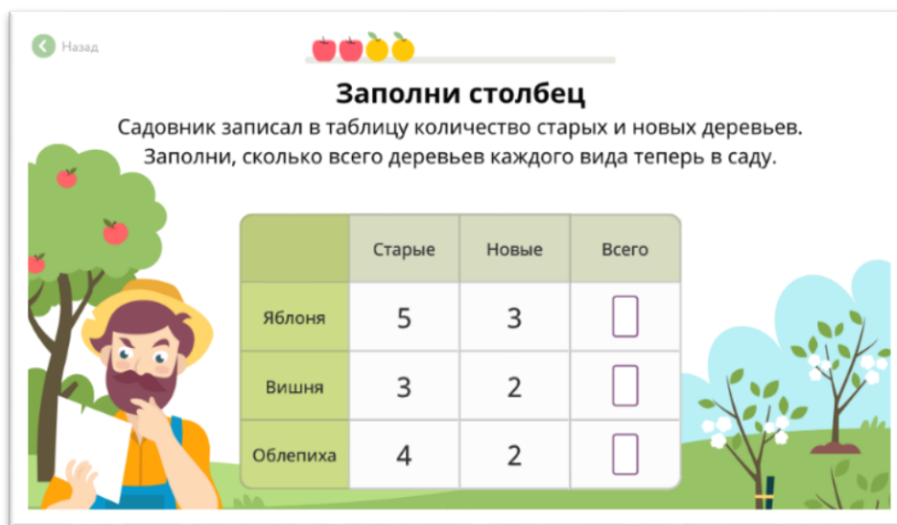 Назад
Заполни столбец
Садовник записал в таблицу количество старых и новых деревьев.
Заполни, сколько всего деревьев каждого вида теперь в саду.
Старые Новые Всего
Яблоня 5 3
Вишня 3 2
Облепиха 4 2